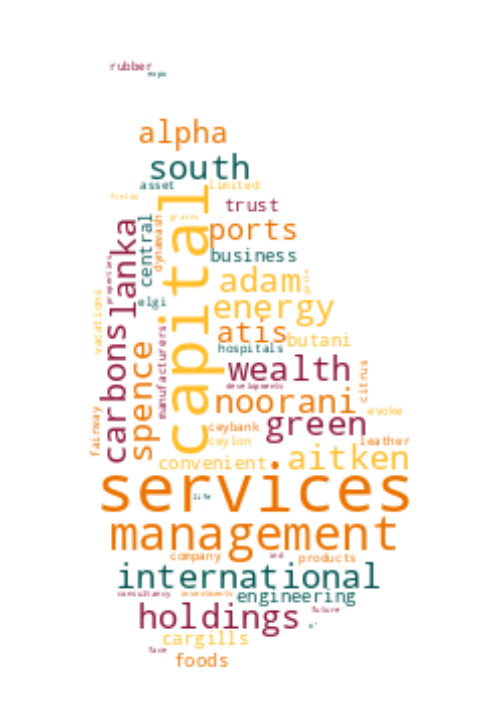 rubber
expo
alpha
south
asset
limited
fields
trust
grains
lanka
central
dynawash
capital
ports
business
properties
adam
elgi
energy
vacations
atis
butani
manufacturers
hospitals
carbons
spence
wealth
developments
noorani
citrus
evoke
fairway
ceybank
green
ceylon
leather
convenient
aitken
services
life
management
company
and
products
international
consultancy
investments
engineering
holdings
future
cargills
face
foods